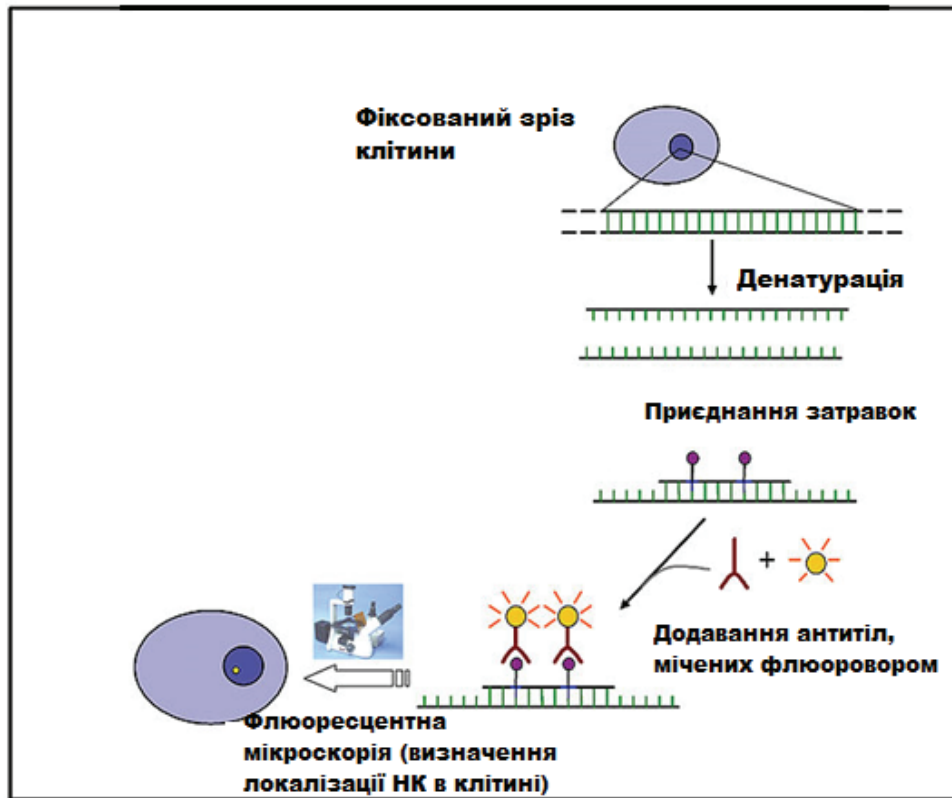 Фіксований зріз
клітини
Денатурація
Приєднання затравок
+
Додавання антитіл,
мічених флюоровором
Флюоресцентна
мікроскорія (визначення
локалізації НК в клітині)